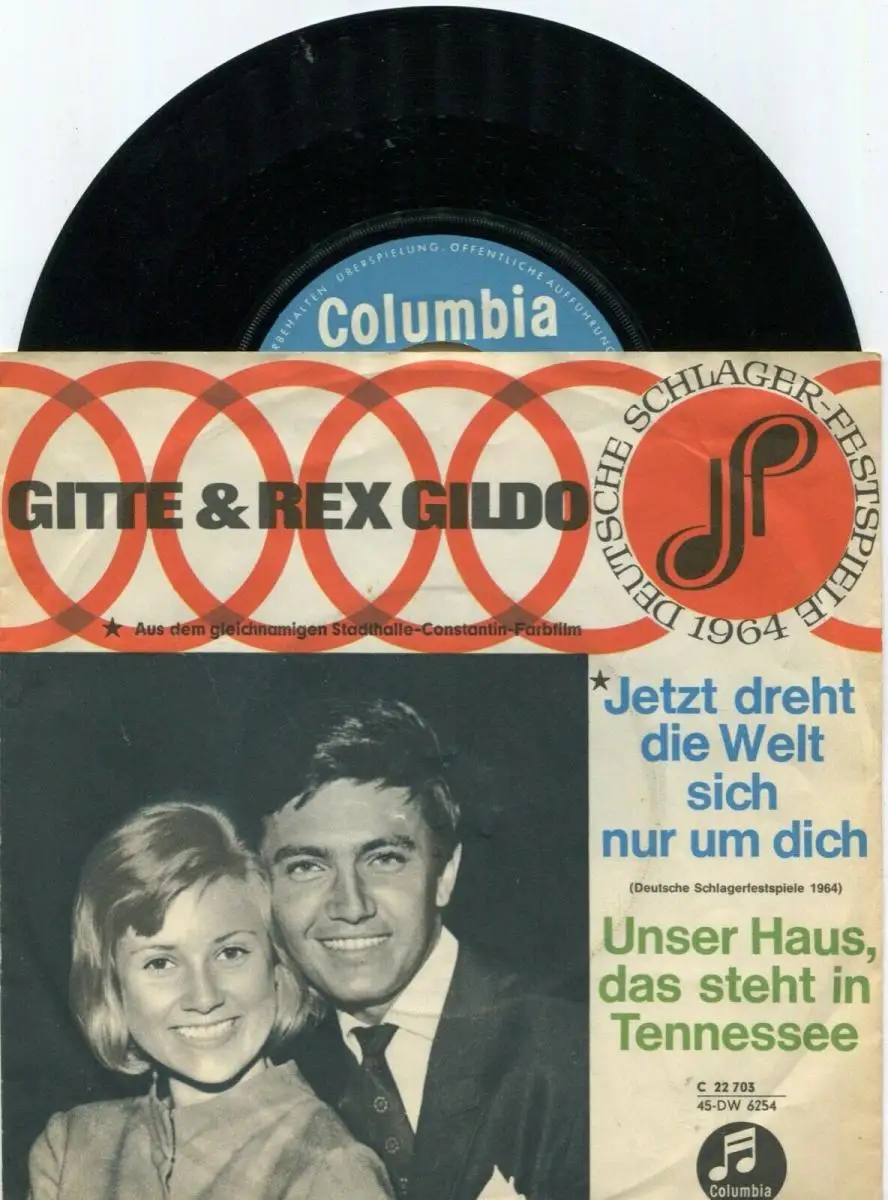 RBEHALTEN ÜBERSPIELUNG. ÖFFENTLICHE AUFFÜHRUNG
Columbia
GITTE & REX GILDO
DEUTSCHE SCHLAGER-FESTSPIELE
1964
★ Aus dem gleichnamigen Stadthalle-Constantin-Farbfilm
★Jetzt dreht
die Welt
sich
nur um dich
(Deutsche Schlagerfestspiele 1964)
Unser Haus,
das steht in
Tennessee
C 22 703
45-DW 6254
Columbia